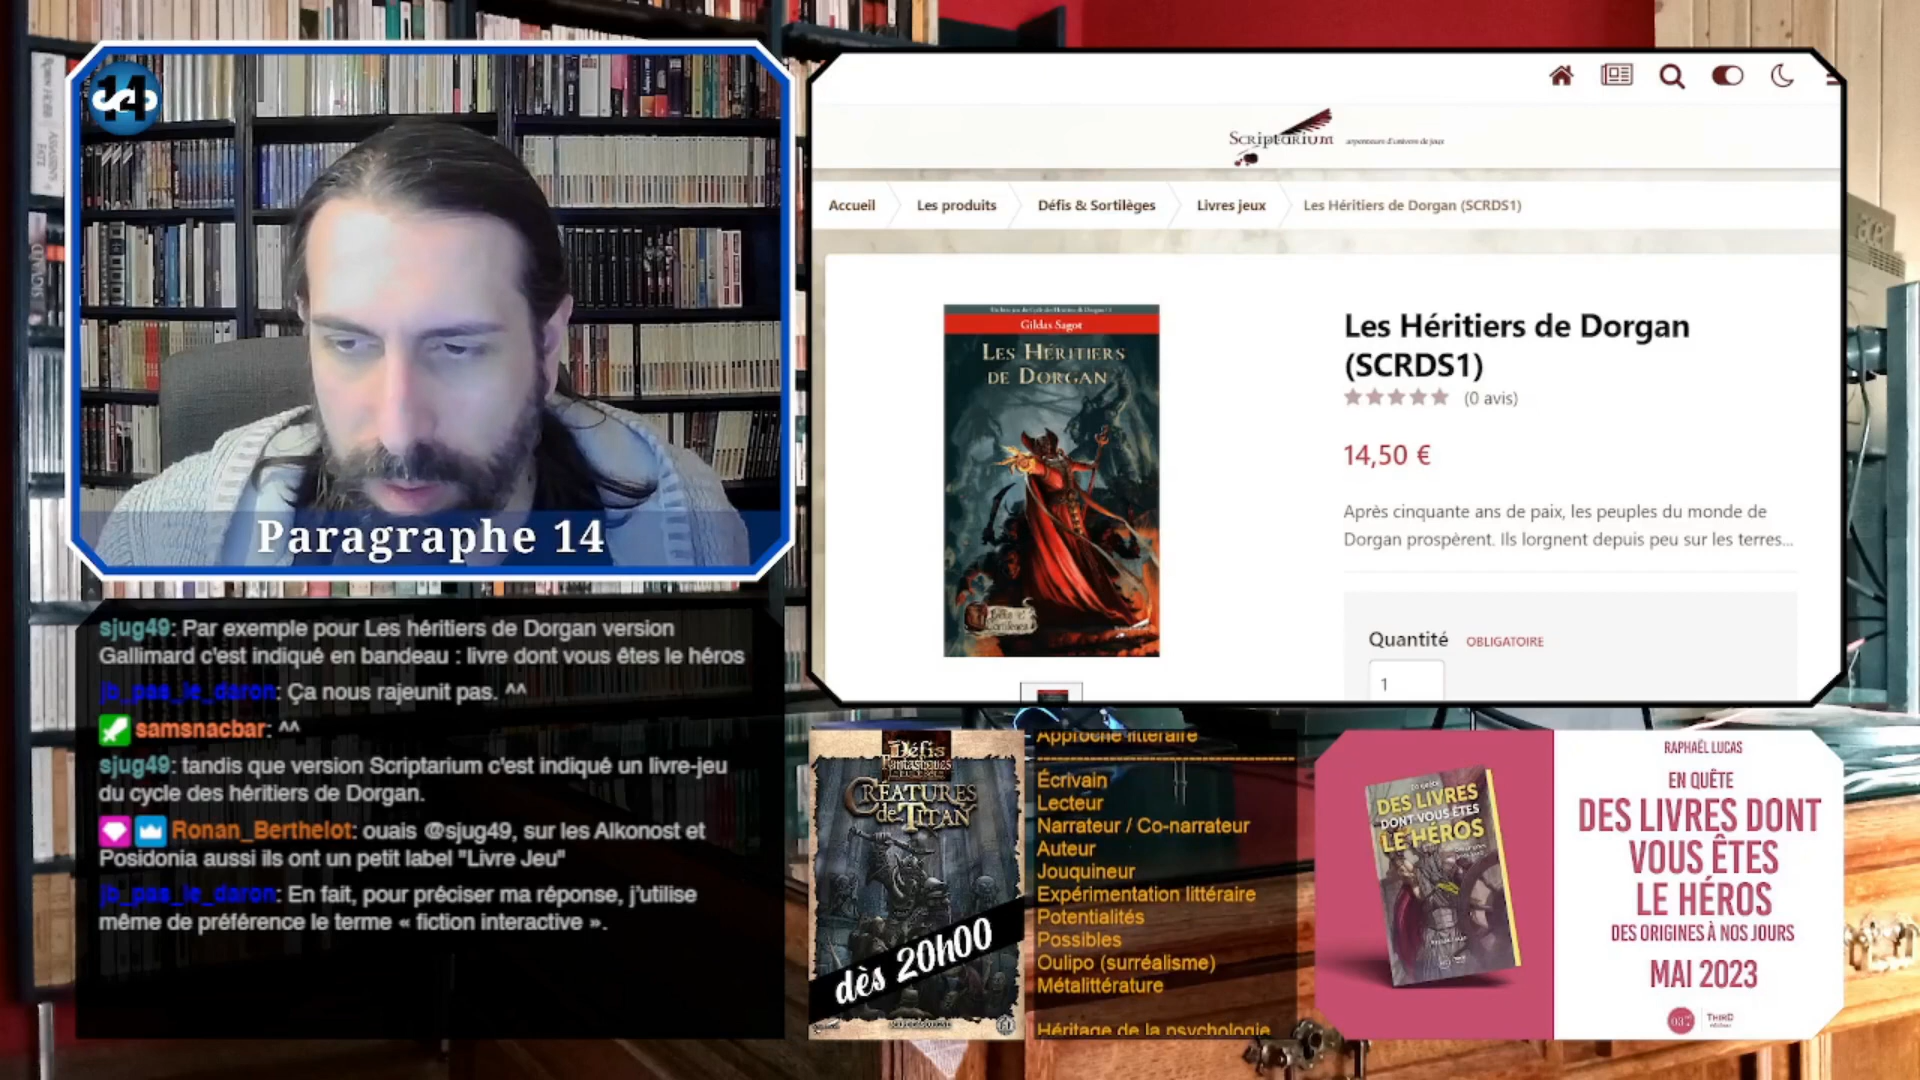 14
Paragraphe 14
sjug49: Par exemple pour Les héritiers de Dorgan version
Gallimard c'est indiqué en bandeau : livre dont vous êtes le héros
jb_pas_le_daron: Ça nous rajeunit pas. ^^
samsnacbar: ^^
sjug49: tandis que version Scriptarium c'est indiqué un livre-jeu
du cycle des héritiers de Dorgan.
Ronan_Berthelot: ouais @sjug49, sur les Alkonost et
Posidonia aussi ils ont un petit label "Livre Jeu"
jb_pas_le_daron: En fait, pour préciser ma réponse, j'utilise
même de préférence le terme « fiction interactive ».
Scriptarium
arpenteurs d'univers de jeux
Accueil
Les produits
Défis & Sortilèges
Livres jeux
Les Héritiers de Dorgan (SCRDS1)
Gildas Sagot
Les Héritiers
de Dorgan
Les Héritiers de Dorgan
(SCRDS1)
(0 avis)
14,50 €
Après cinquante ans de paix, les peuples du monde de
Dorgan prospèrent. Ils lorgnent depuis peu sur les terres...
Quantité OBLIGATOIRE
1
Défis
Fantastiques
CRÉATURES
de TITAN
dès 20h00
Approche littéraire
Écrivain
Lecteur
Narrateur / Co-narrateur
Auteur
Jouquineur
Expérimentation littéraire
Potentialités
Possibles
Oulipo (surréalisme)
Métalittérature
Héritage de la psychologie
DES LIVRES
DONT VOUS ÊTES
LE HÉROS
RAPHAËL LUCAS
EN QUÊTE
DES LIVRES DONT
VOUS ÊTES
LE HÉROS
DES ORIGINES À NOS JOURS
MAI 2023
THIRD
acer